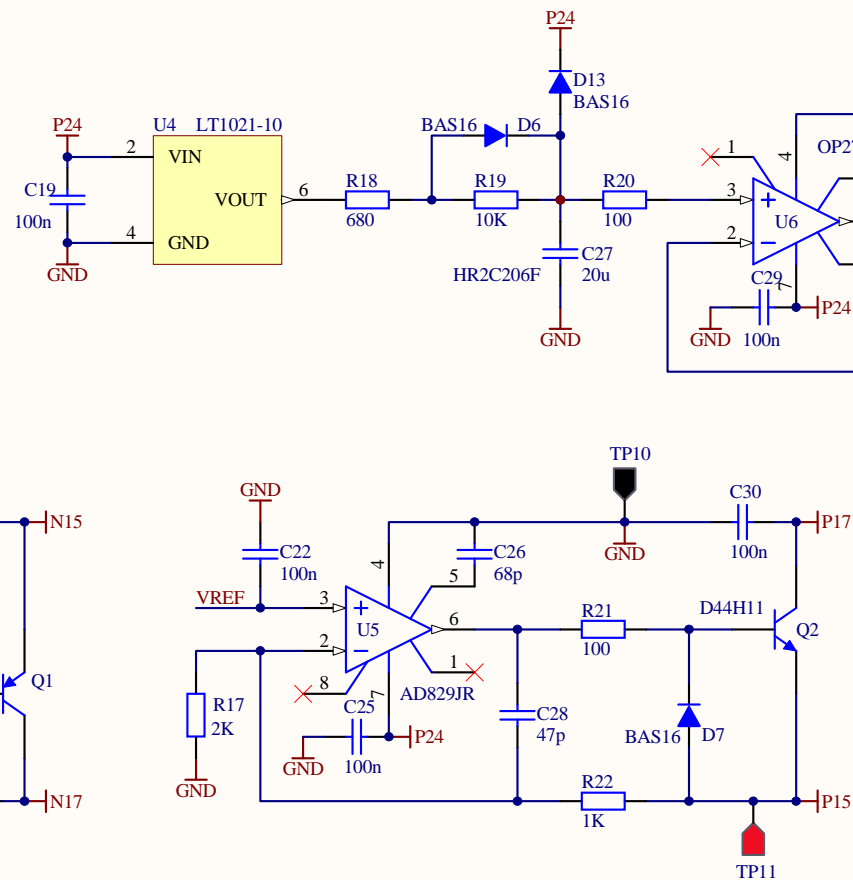 P24
D13
BAS16
P24
U4 LT1021-10
BAS16 D6
2 VIN
1
4
C19
100n
VOUT 6
R18
680
R19
10K
R20
100
3
U6
2
4 GND
GND
C27
20u
HR2C206F
GND
C29
7
P24
GND
100n
TP10
GND
C30
100n
N15
P17
GND
C22
100n
4
C26
68p
5
VREF
3
U5
2
6
R21
100
D44H11
Q2
Q1
8
1
R17
2K
AD829JR
C25
7
P24
GND
100n
C28
47p
BAS16 D7
GND
R22
1K
N17
P15
TP11